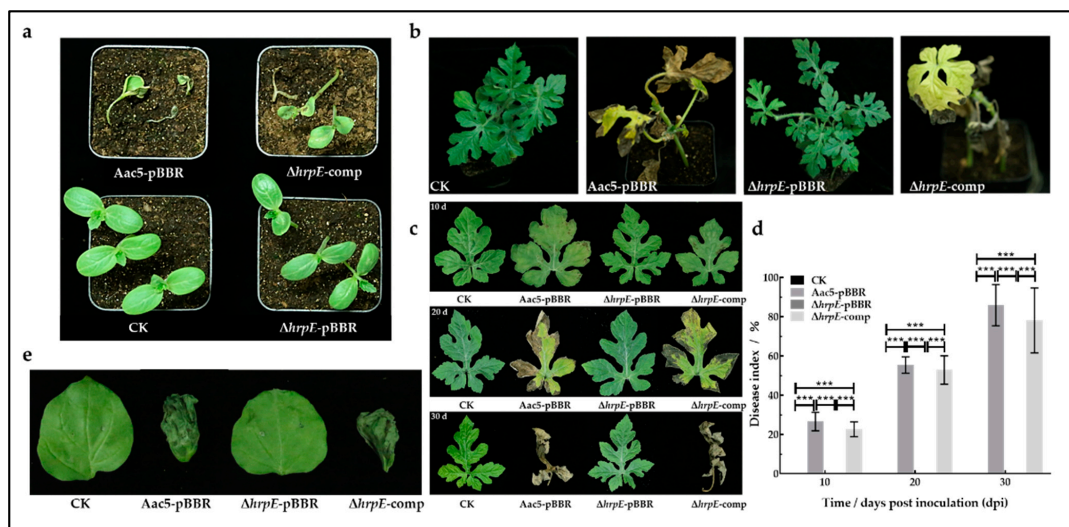 a
Aac5-pBBR
ΔhrpE-comp
CK
ΔhrpE-pBBR
b
CK
Aac5-pBBR
ΔhrpE-pBBR
ΔhrpE-comp
c
10 d
CK
Aac5-pBBR
ΔhrpE-pBBR
ΔhrpE-comp
20 d
CK
Aac5-pBBR
ΔhrpE-pBBR
ΔhrpE-comp
30 d
CK
Aac5-pBBR
ΔhrpE-pBBR
ΔhrpE-comp
d
CK
Aac5-pBBR
ΔhrpE-pBBR
ΔhrpE-comp
***
*** *** ***
***
*** *** ***
***
*** *** ***
Disease index / %
100
80
60
40
20
0
10
20
30
Time / days post inoculation (dpi)
e
CK
Aac5-pBBR
ΔhrpE-pBBR
ΔhrpE-comp